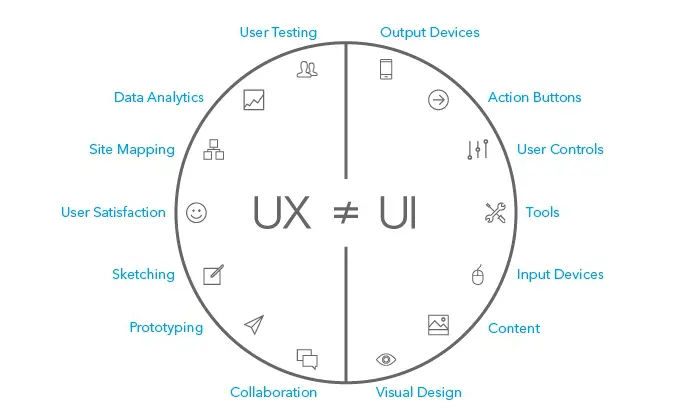 User Testing
Output Devices
Data Analytics
Action Buttons
Site Mapping
User Controls
User Satisfaction
UX ≠ UI
Tools
Sketching
Input Devices
Prototyping
Content
Collaboration
Visual Design